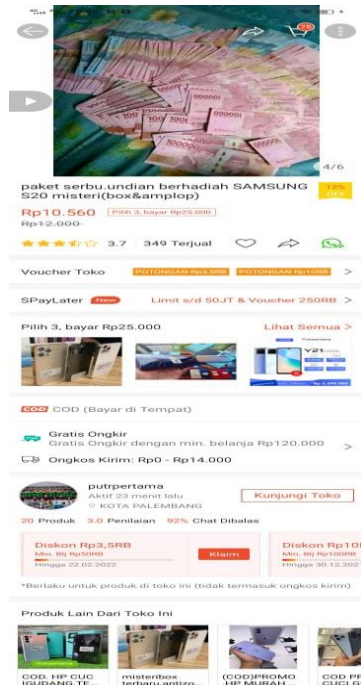 25
4/6
paket serbu.undian berhadiah SAMSUNG
S20 misteri(box&amplop)
12%
OFF
Rp10.560
Pilih 3, bayar Rp25.000
Rp12.000
3.7
349 Terjual
Voucher Toko
POTONGAN Rp3,5RB
POTONGAN Rp10RB
SPayLater
New
Limit s/d 50JT & Voucher 250RB >
Pilih 3, bayar Rp25.000
Lihat Semua >
Y21
COD COD (Bayar di Tempat)
Gratis Ongkir
Gratis Ongkir dengan min. belanja Rp120.000
Ongkos Kirim: Rp0 - Rp14.000
putrpertama
Aktif 23 menit lalu
KOTA PALEMBANG
Kunjungi Toko
20 Produk 3.0 Penilaian 92% Chat Dibalas
Diskon Rp3,5RB
Min. Blj Rp50RB
Hingga 22.02.2022
Klaim
Diskon Rp10
Min. Blj Rp100RB
Hingga 30.12.202
*Berlaku untuk produk di toko ini (tidak termasuk ongkos kirim)
Produk Lain Dari Toko Ini
COD. HP CUC
IGUDANG.TE...
misteribox
terbaru.antizo...
(COD)PROMO
HP MURAH
COD
CUCI